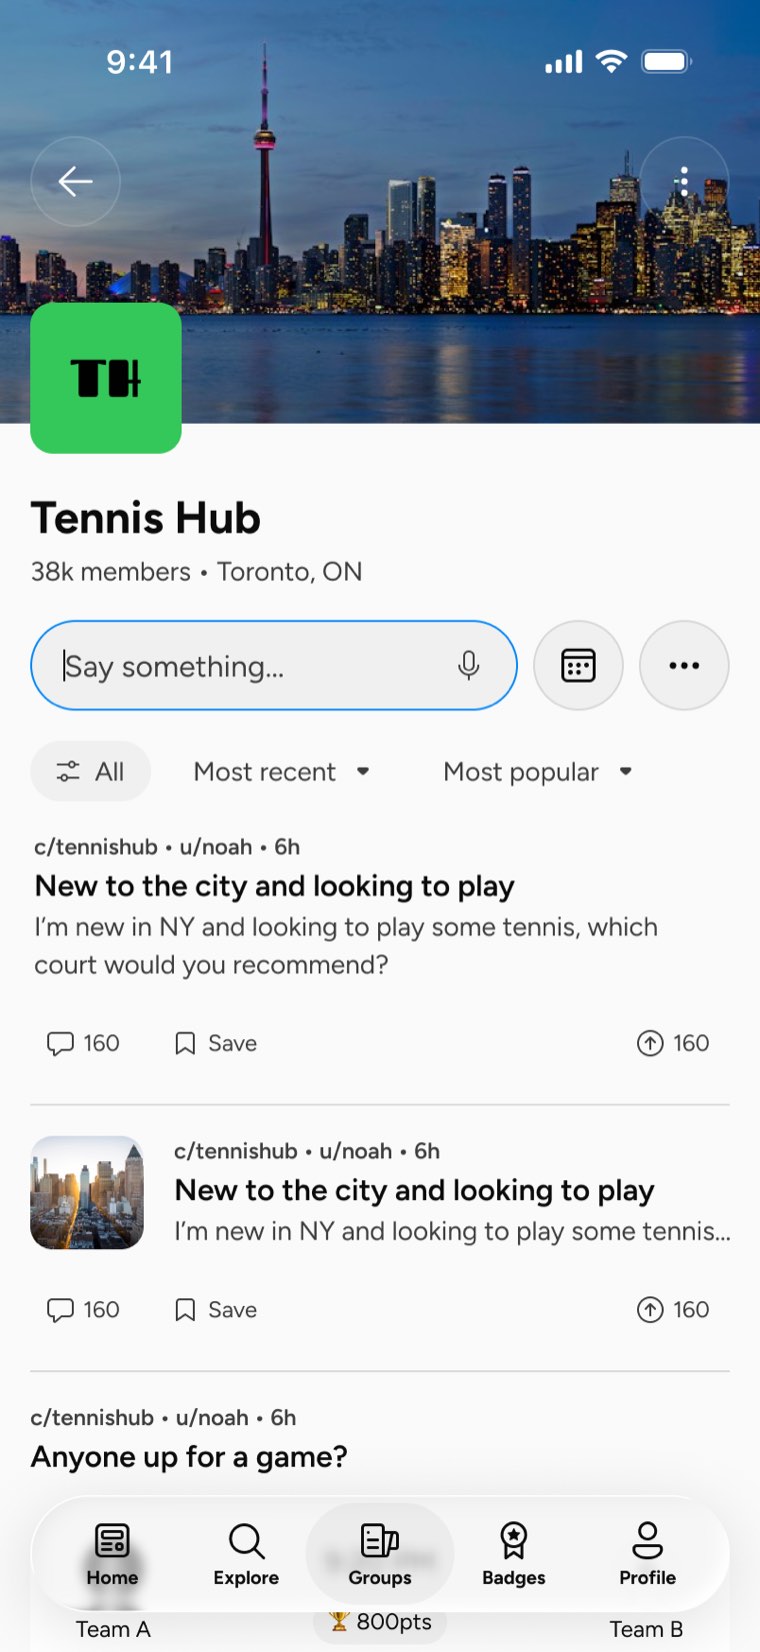 9:41
TH
Tennis Hub
38k members • Toronto, ON
Say something...
All Most recent Most popular
c/tennishub • u/noah • 6h
New to the city and looking to play
I’m new in NY and looking to play some tennis, which
court would you recommend?
160 Save 160
c/tennishub • u/noah • 6h
New to the city and looking to play
I’m new in NY and looking to play some tennis...
160 Save 160
c/tennishub • u/noah • 6h
Anyone up for a game?
Home Explore Groups Badges Profile
Team A 🏆 800pts Team B